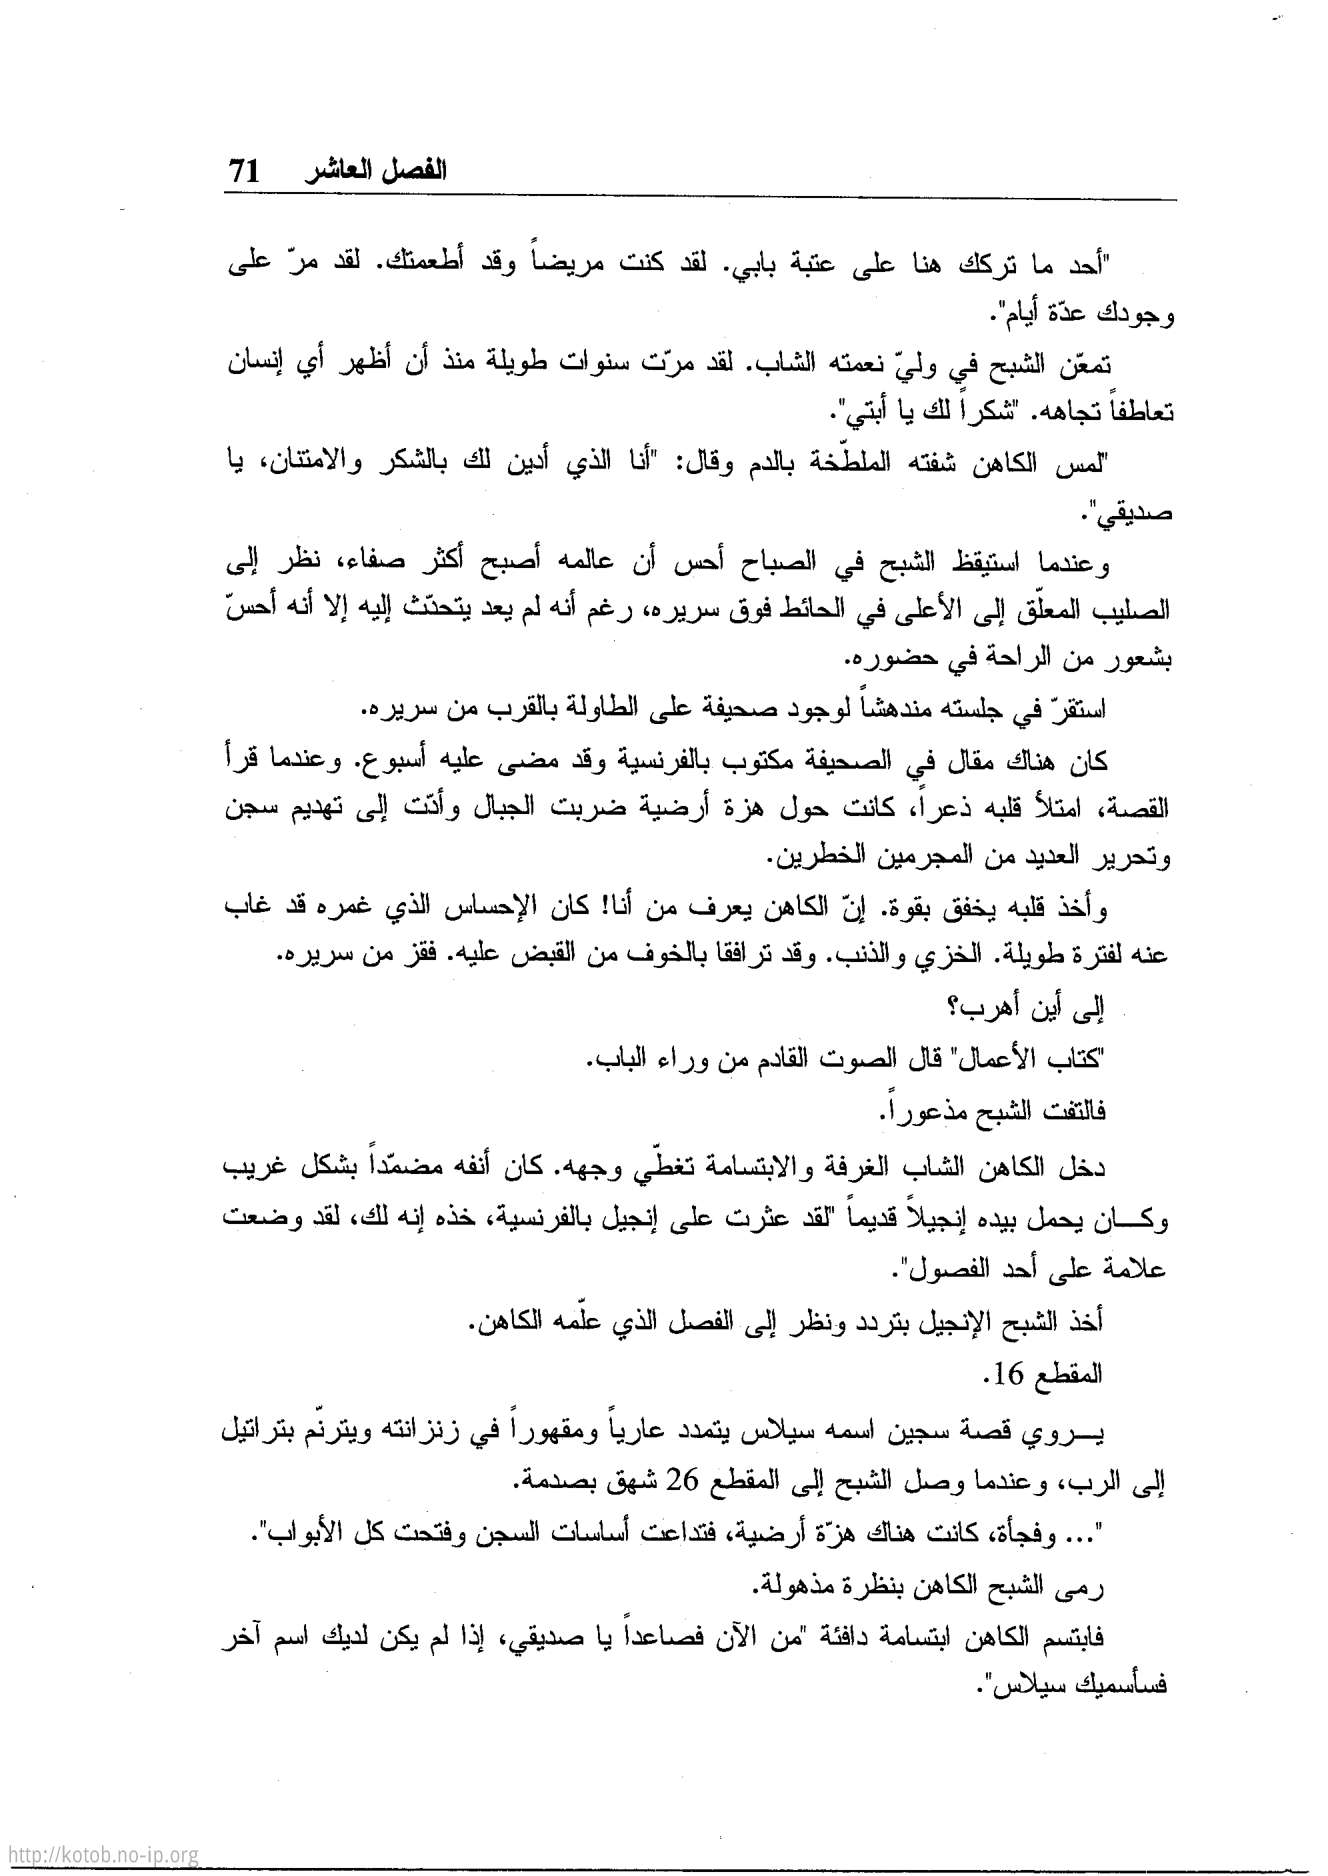 الفصل العاشر 71
"أحد ما تركك هنا على عتبة بابي. لقد كنت مريضاً وقد أطعمتك. لقد مرّ على
وجودك عدّة أيام".
تمعّن الشبح في وليّ نعمته الشاب. لقد مرّت سنوات طويلة منذ أن أظهر أي إنسان
تعاطفاً تجاهه. "شكراً لك يا أبتي".
"لمس الكاهن شفته الملطّخة بالدم وقال: "أنا الذي أدين لك بالشكر والامتنان، يا
صديقي".
وعندما استيقظ الشبح في الصباح أحس أن عالمه أصبح أكثر صفاء، نظر إلى
الصليب المعلّق إلى الأعلى في الحائط فوق سريره، رغم أنه لم يعد يتحدّث إليه إلا أنه أحسّ
بشعور من الراحة في حضوره.
استقرّ في جلسته مندهشاً لوجود صحيفة على الطاولة بالقرب من سريره.
كان هناك مقال في الصحيفة مكتوب بالفرنسية وقد مضى عليه أسبوع. وعندما قرأ
القصة، امتلأ قلبه ذعراً، كانت حول هزة أرضية ضربت الجبال وأدّت إلى تهديم سجن
وتحرير العديد من المجرمين الخطرين.
وأخذ قلبه يخفق بقوة. إنّ الكاهن يعرف من أنا! كان الإحساس الذي غمره قد غاب
عنه لفترة طويلة. الخزي والذنب. وقد ترافقا بالخوف من القبض عليه. فقز من سريره.
إلى أين أهرب؟
"كتاب الأعمال" قال الصوت القادم من وراء الباب.
فالتفت الشبح مذعوراً.
دخل الكاهن الشاب الغرفة والابتسامة تغطّي وجهه. كان أنفه مضمّداً بشكل غريب
وكـــان يحمل بيده إنجيلاً قديماً "لقد عثرت على إنجيل بالفرنسية، خذه إنه لك، لقد وضعت
علامة على أحد الفصول".
أخذ الشبح الإنجيل بتردد ونظر إلى الفصل الذي علّمه الكاهن.
المقطع 16.
يـــروي قصة سجين اسمه سيلاس يتمدد عارياً ومقهوراً في زنزانته ويترنّم بتراتيل
إلى الرب، وعندما وصل الشبح إلى المقطع 26 شهق بصدمة.
"... وفجأة، كانت هناك هزّة أرضية، فتداعت أساسات السجن وفتحت كل الأبواب".
رمى الشبح الكاهن بنظرة مذهولة.
فابتسم الكاهن ابتسامة دافئة "من الآن فصاعداً يا صديقي، إذا لم يكن لديك اسم آخر
فسأسميك سيلاس".
http://kotob.no-ip.org